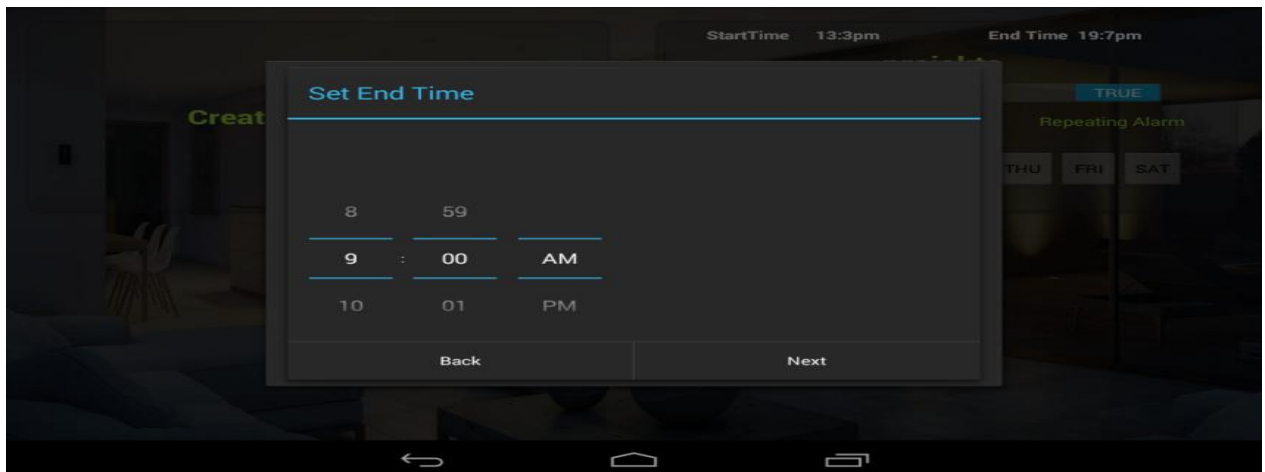 StartTime 13:3pm End Time 19:7pm
Set End Time
TRUE
Creat
Repeating Alarm
THU FRI SAT
8 59
9 : 00 AM
10 01 PM
Back Next